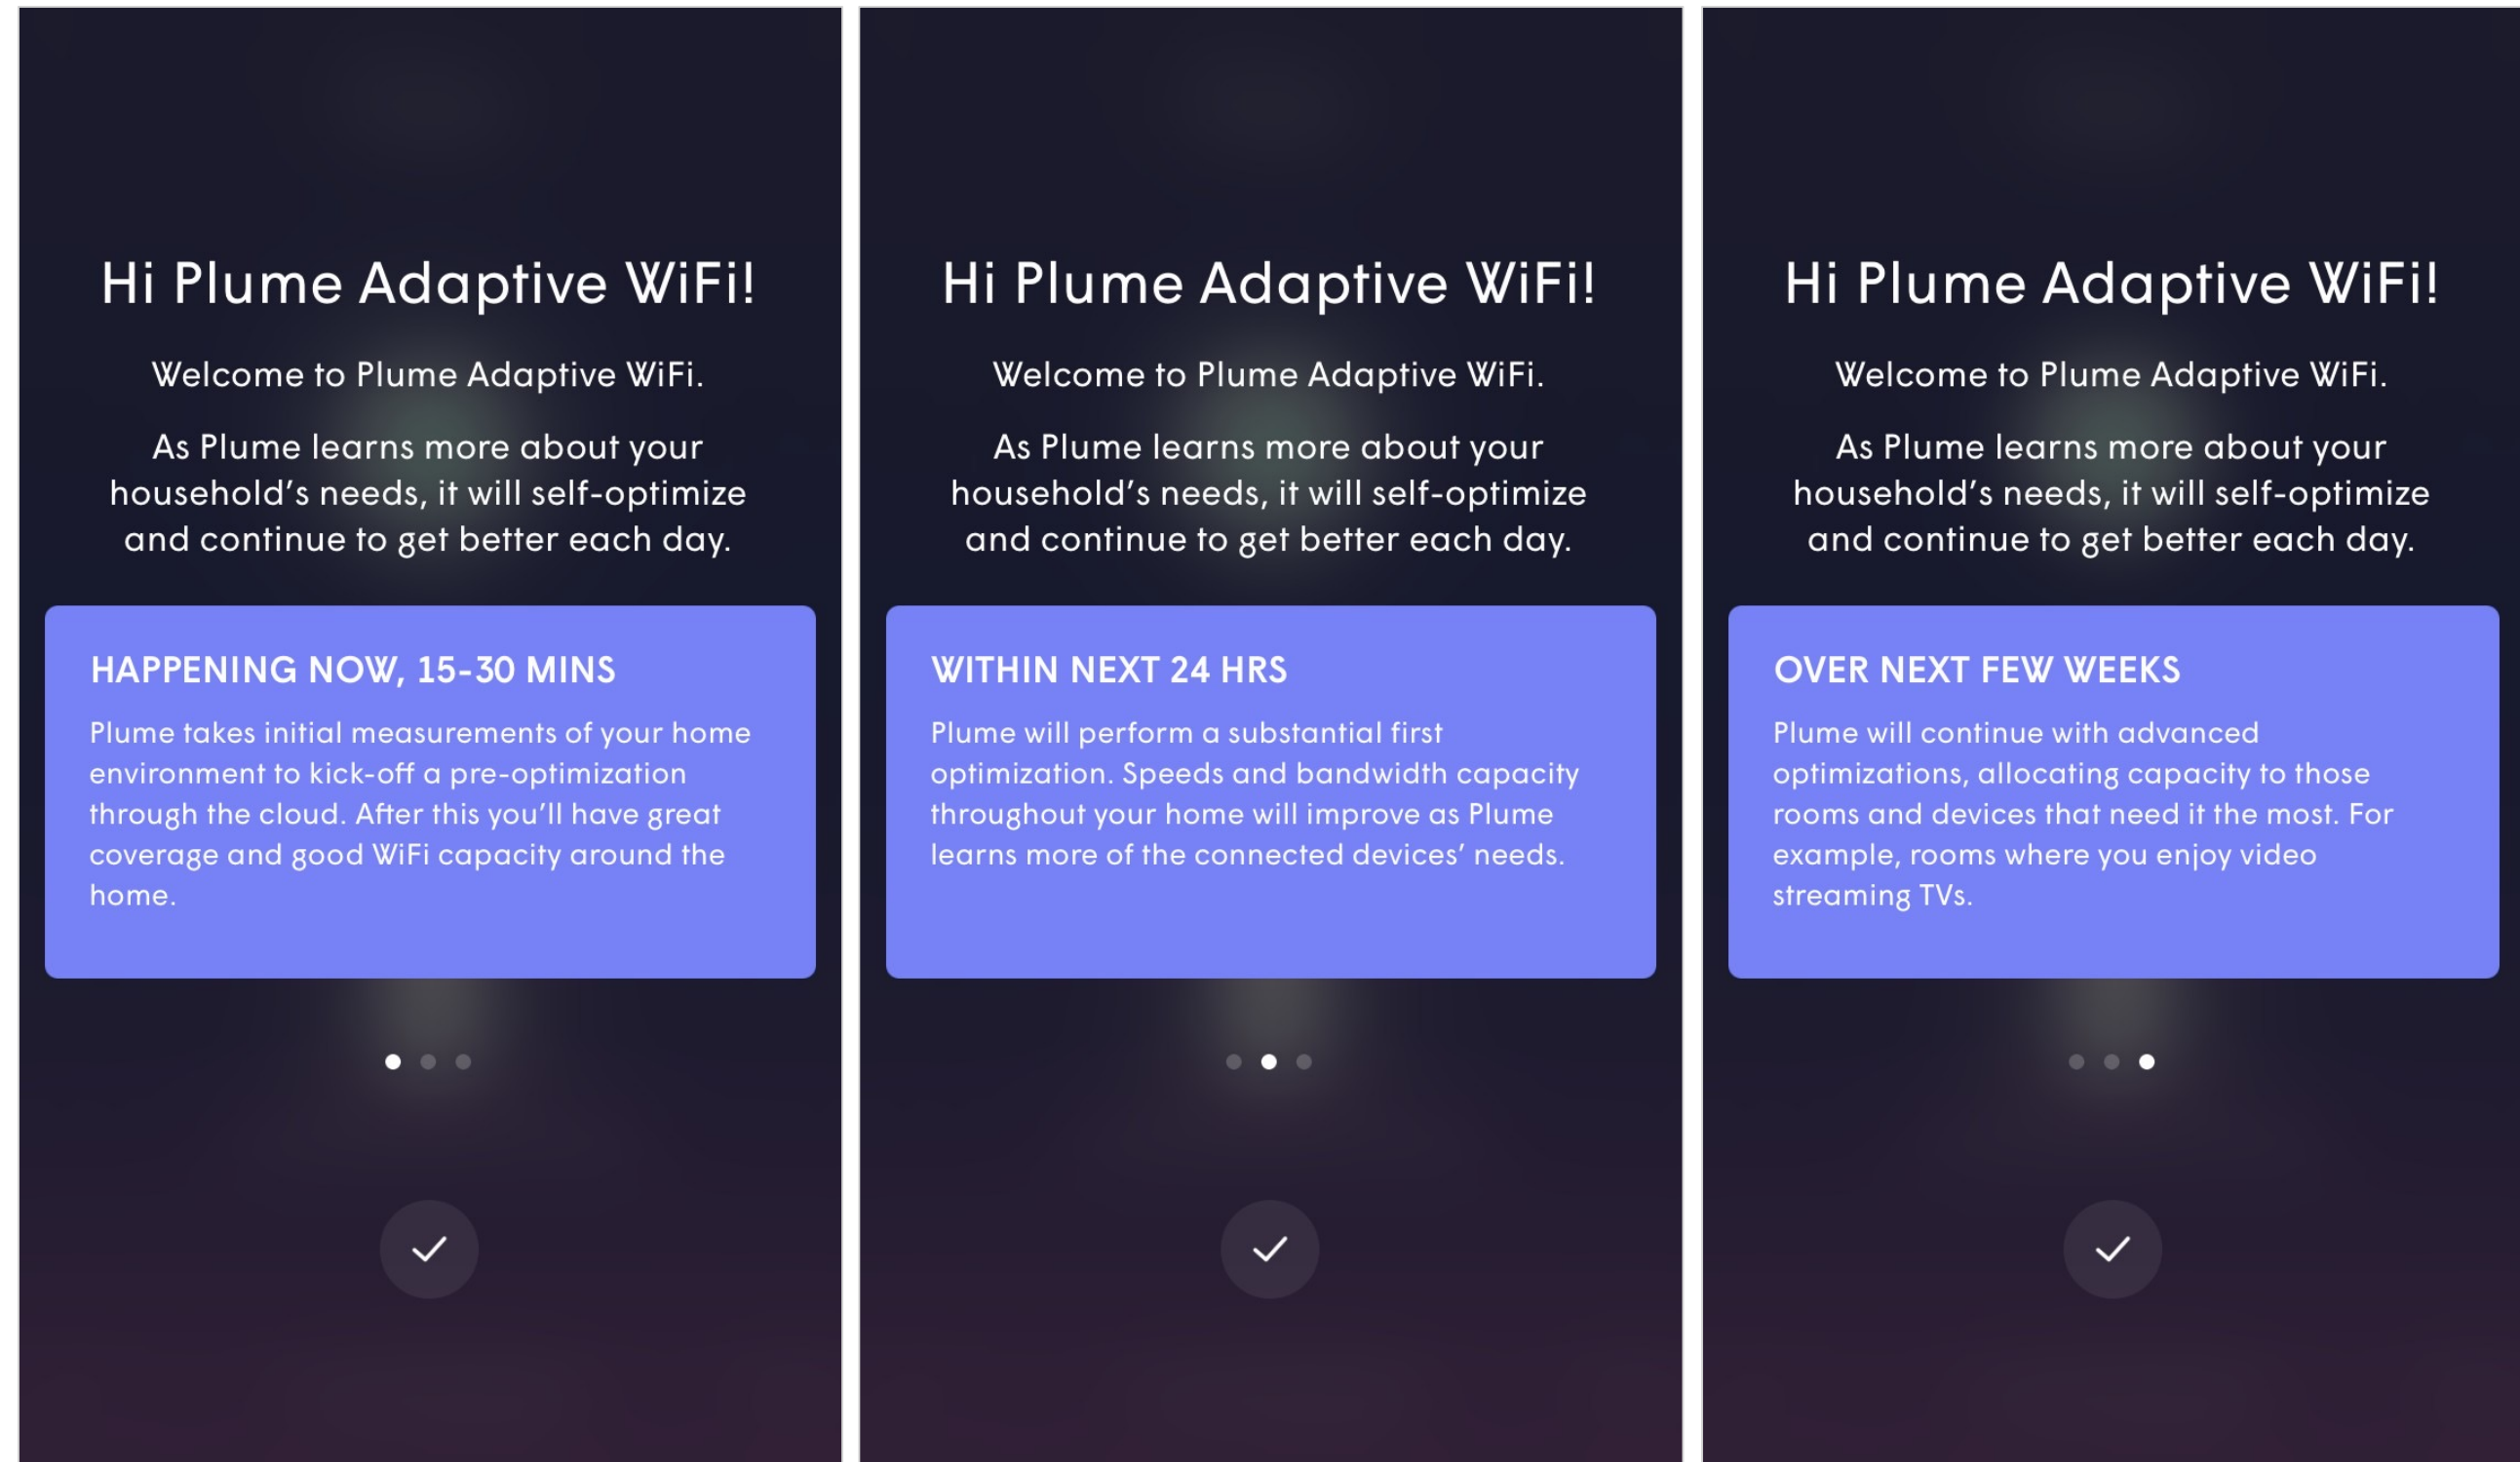 Hi Plume Adaptive WiFi!
Welcome to Plume Adaptive WiFi.
As Plume learns more about your
household’s needs, it will self-optimize
and continue to get better each day.
HAPPENING NOW, 15-30 MINS
Plume takes initial measurements of your home
environment to kick-off a pre-optimization
through the cloud. After this you’ll have great
coverage and good WiFi capacity around the
home.
Hi Plume Adaptive WiFi!
Welcome to Plume Adaptive WiFi.
As Plume learns more about your
household’s needs, it will self-optimize
and continue to get better each day.
WITHIN NEXT 24 HRS
Plume will perform a substantial first
optimization. Speeds and bandwidth capacity
throughout your home will improve as Plume
learns more of the connected devices’ needs.
Hi Plume Adaptive WiFi!
Welcome to Plume Adaptive WiFi.
As Plume learns more about your
household’s needs, it will self-optimize
and continue to get better each day.
OVER NEXT FEW WEEKS
Plume will continue with advanced
optimizations, allocating capacity to those
rooms and devices that need it the most. For
example, rooms where you enjoy video
streaming TVs.